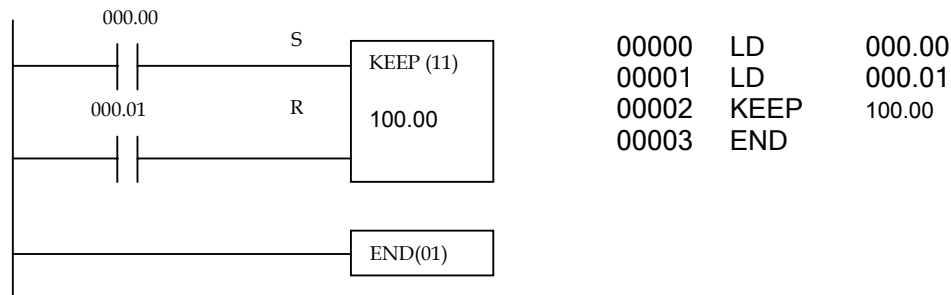 000.00
S
KEEP (11)
000.01
R
100.00
END(01)
00000 LD 000.00
00001 LD 000.01
00002 KEEP 100.00
00003 END